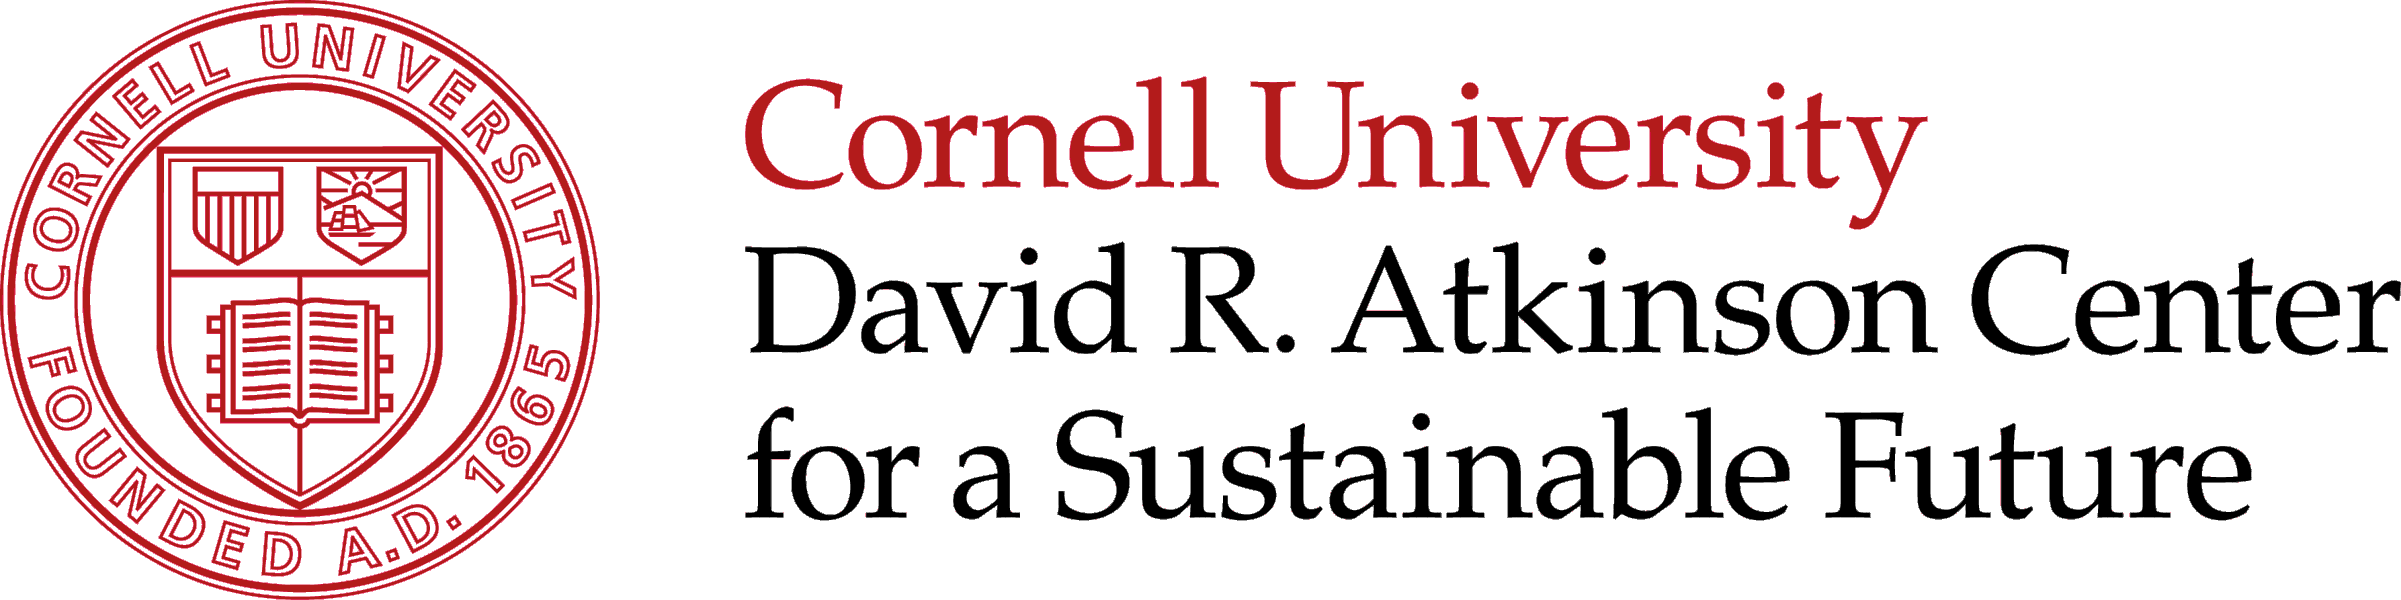 CORNELL UNIVERSITY
FOUNDED A.D. 1865
Cornell University
David R. Atkinson Center
for a Sustainable Future